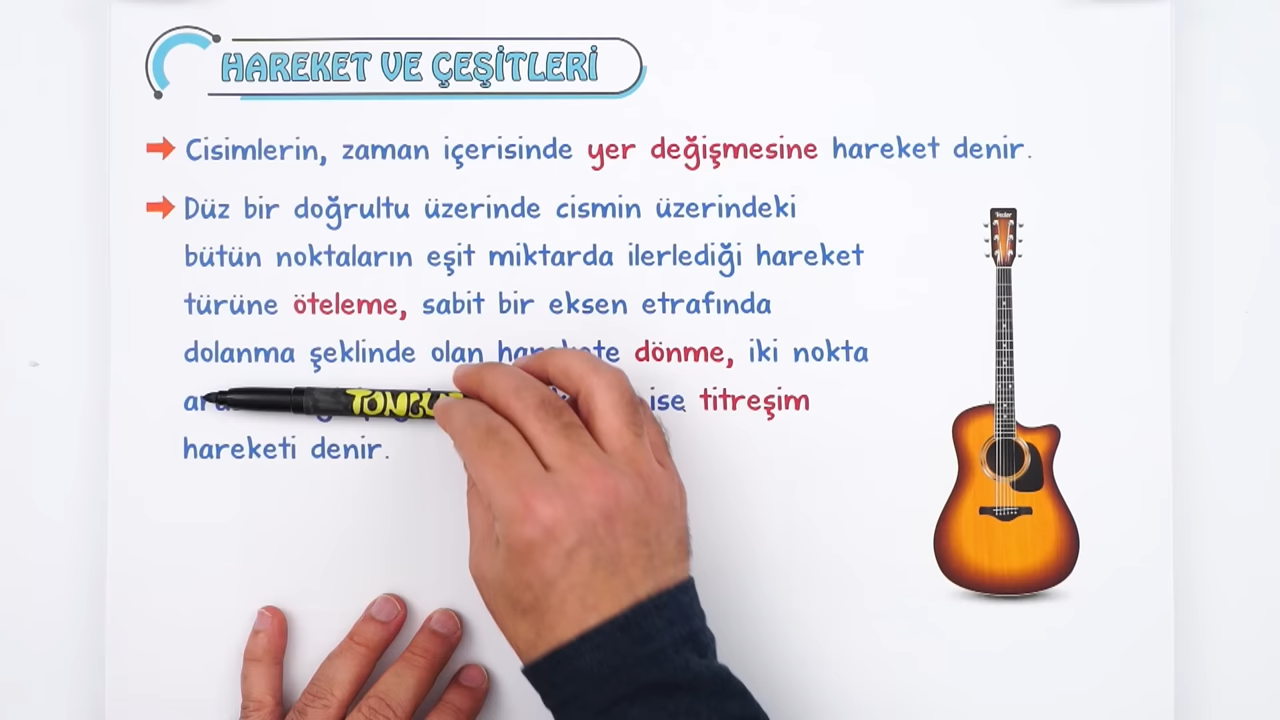 HAREKET VE ÇEŞİTLERİ
Cisimlerin, zaman içerisinde yer değişmesine hareket denir.
Düz bir doğrultu üzerinde cismin üzerindeki
bütün noktaların eşit miktarda ilerlediği hareket
türüne öteleme, sabit bir eksen etrafında
dolanma şeklinde olan harekete dönme, iki nokta
ise titreşim
hareketi denir.